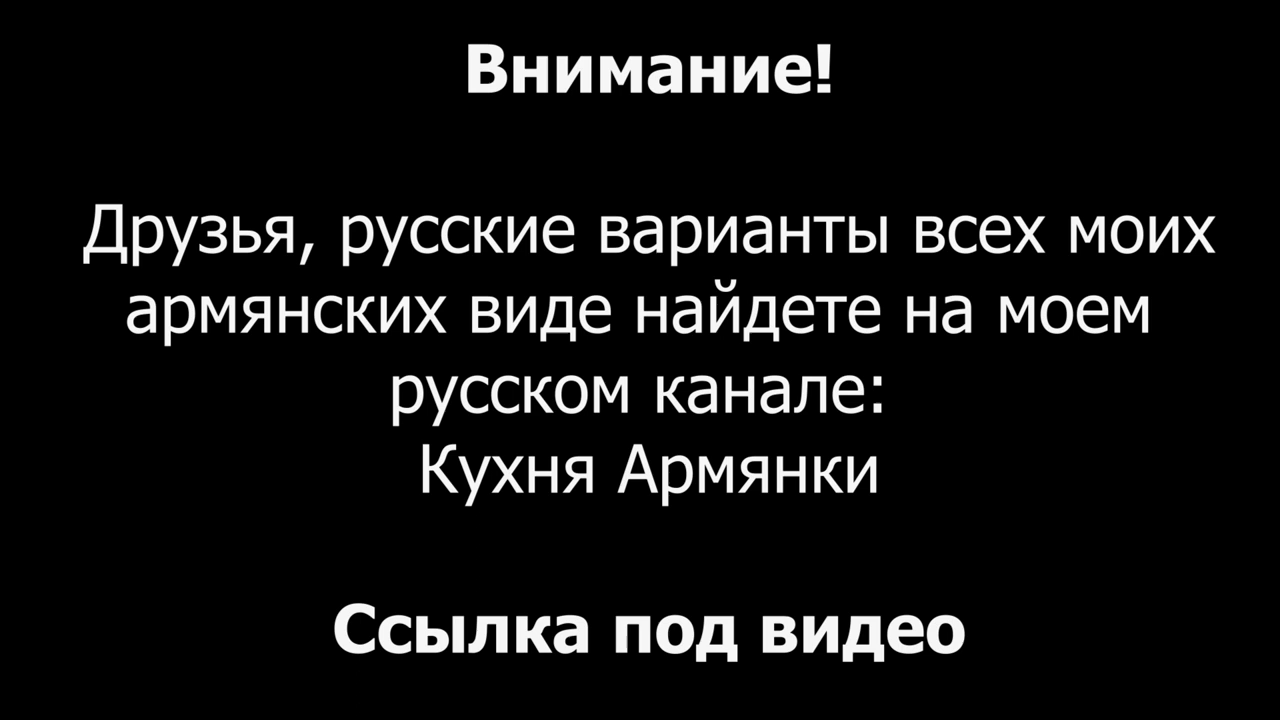 Внимание!
Друзья, русские варианты всех моих
армянских виде найдете на моем
русском канале:
Кухня Армянки
Ссылка под видео